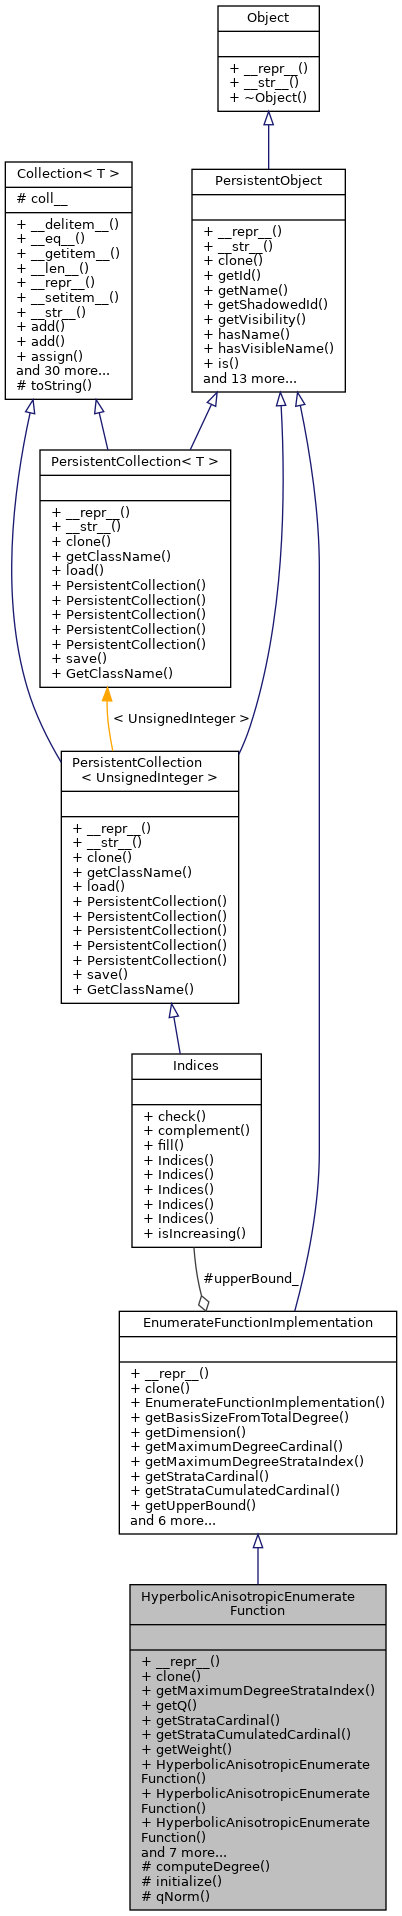 Object
+ __repr__()
+ __str__()
+ ~Object()
Collection< T >
# coll__
+ __delitem__()
+ __eq__()
+ __getitem__()
+ __len__()
+ __repr__()
+ __setitem__()
+ __str__()
+ add()
+ add()
+ assign()
and 30 more...
# toString()
PersistentObject
+ __repr__()
+ __str__()
+ clone()
+ getId()
+ getName()
+ getShadowedId()
+ getVisibility()
+ hasName()
+ hasVisibleName()
+ is()
and 13 more...
PersistentCollection< T >
+ __repr__()
+ __str__()
+ clone()
+ getClassName()
+ load()
+ PersistentCollection()
+ PersistentCollection()
+ PersistentCollection()
+ PersistentCollection()
+ PersistentCollection()
+ save()
+ GetClassName()
< UnsignedInteger >
PersistentCollection
< UnsignedInteger >
+ __repr__()
+ __str__()
+ clone()
+ getClassName()
+ load()
+ PersistentCollection()
+ PersistentCollection()
+ PersistentCollection()
+ PersistentCollection()
+ PersistentCollection()
+ save()
+ GetClassName()
Indices
+ check()
+ complement()
+ fill()
+ Indices()
+ Indices()
+ Indices()
+ Indices()
+ Indices()
+ isIncreasing()
#upperBound_
EnumerateFunctionImplementation
+ __repr__()
+ clone()
+ EnumerateFunctionImplementation()
+ getBasisSizeFromTotalDegree()
+ getDimension()
+ getMaximumDegreeCardinal()
+ getMaximumDegreeStrataIndex()
+ getStrataCardinal()
+ getStrataCumulatedCardinal()
+ getUpperBound()
and 6 more...
HyperbolicAnisotropicEnumerate
Function
+ __repr__()
+ clone()
+ getMaximumDegreeStrataIndex()
+ getQ()
+ getStrataCardinal()
+ getStrataCumulatedCardinal()
+ getWeight()
+ HyperbolicAnisotropicEnumerate
Function()
+ HyperbolicAnisotropicEnumerate
Function()
+ HyperbolicAnisotropicEnumerate
Function()
and 7 more...
# computeDegree()
# initialize()
# qNorm()